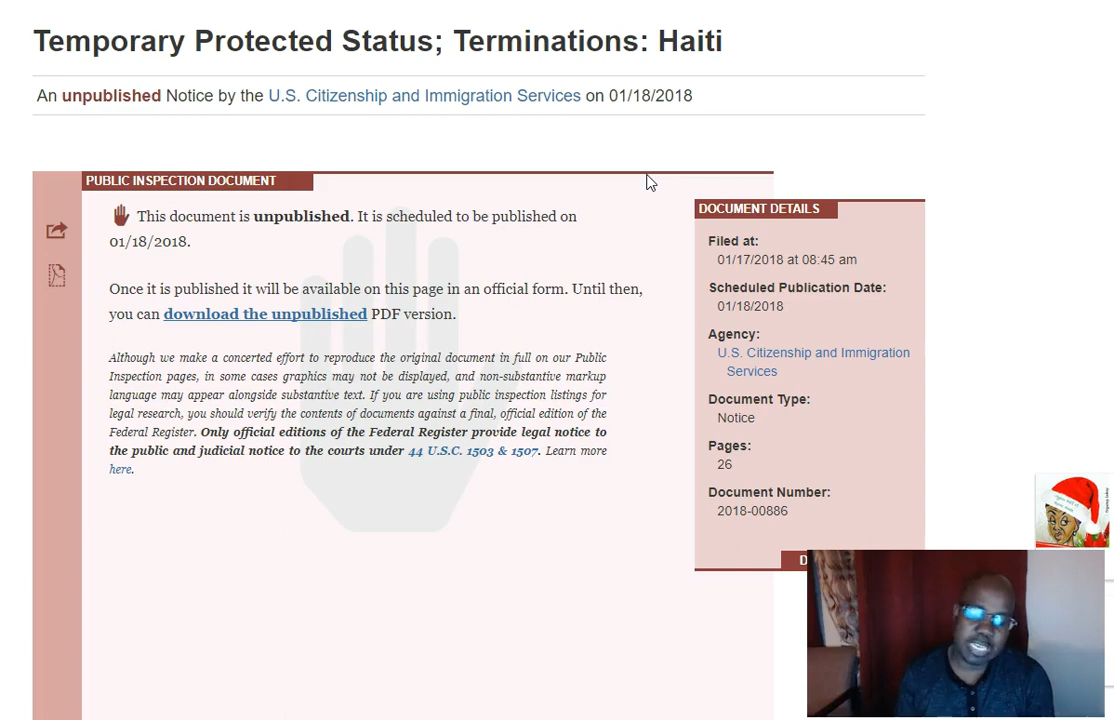 Temporary Protected Status; Terminations: Haiti
An unpublished Notice by the U.S. Citizenship and Immigration Services on 01/18/2018
PUBLIC INSPECTION DOCUMENT
This document is unpublished. It is scheduled to be published on
01/18/2018.
Once it is published it will be available on this page in an official form. Until then,
you can download the unpublished PDF version.
Although we make a concerted effort to reproduce the original document in full on our Public
Inspection pages, in some cases graphics may not be displayed, and non-substantive markup
language may appear alongside substantive text. If you are using public inspection listings for
legal research, you should verify the contents of documents against a final, official edition of the
Federal Register. Only official editions of the Federal Register provide legal notice to
the public and judicial notice to the courts under 44 U.S.C. 1503 & 1507. Learn more
here.
DOCUMENT DETAILS
Filed at:
01/17/2018 at 08:45 am
Scheduled Publication Date:
01/18/2018
Agency:
U.S. Citizenship and Immigration
Services
Document Type:
Notice
Pages:
26
Document Number:
2018-00886